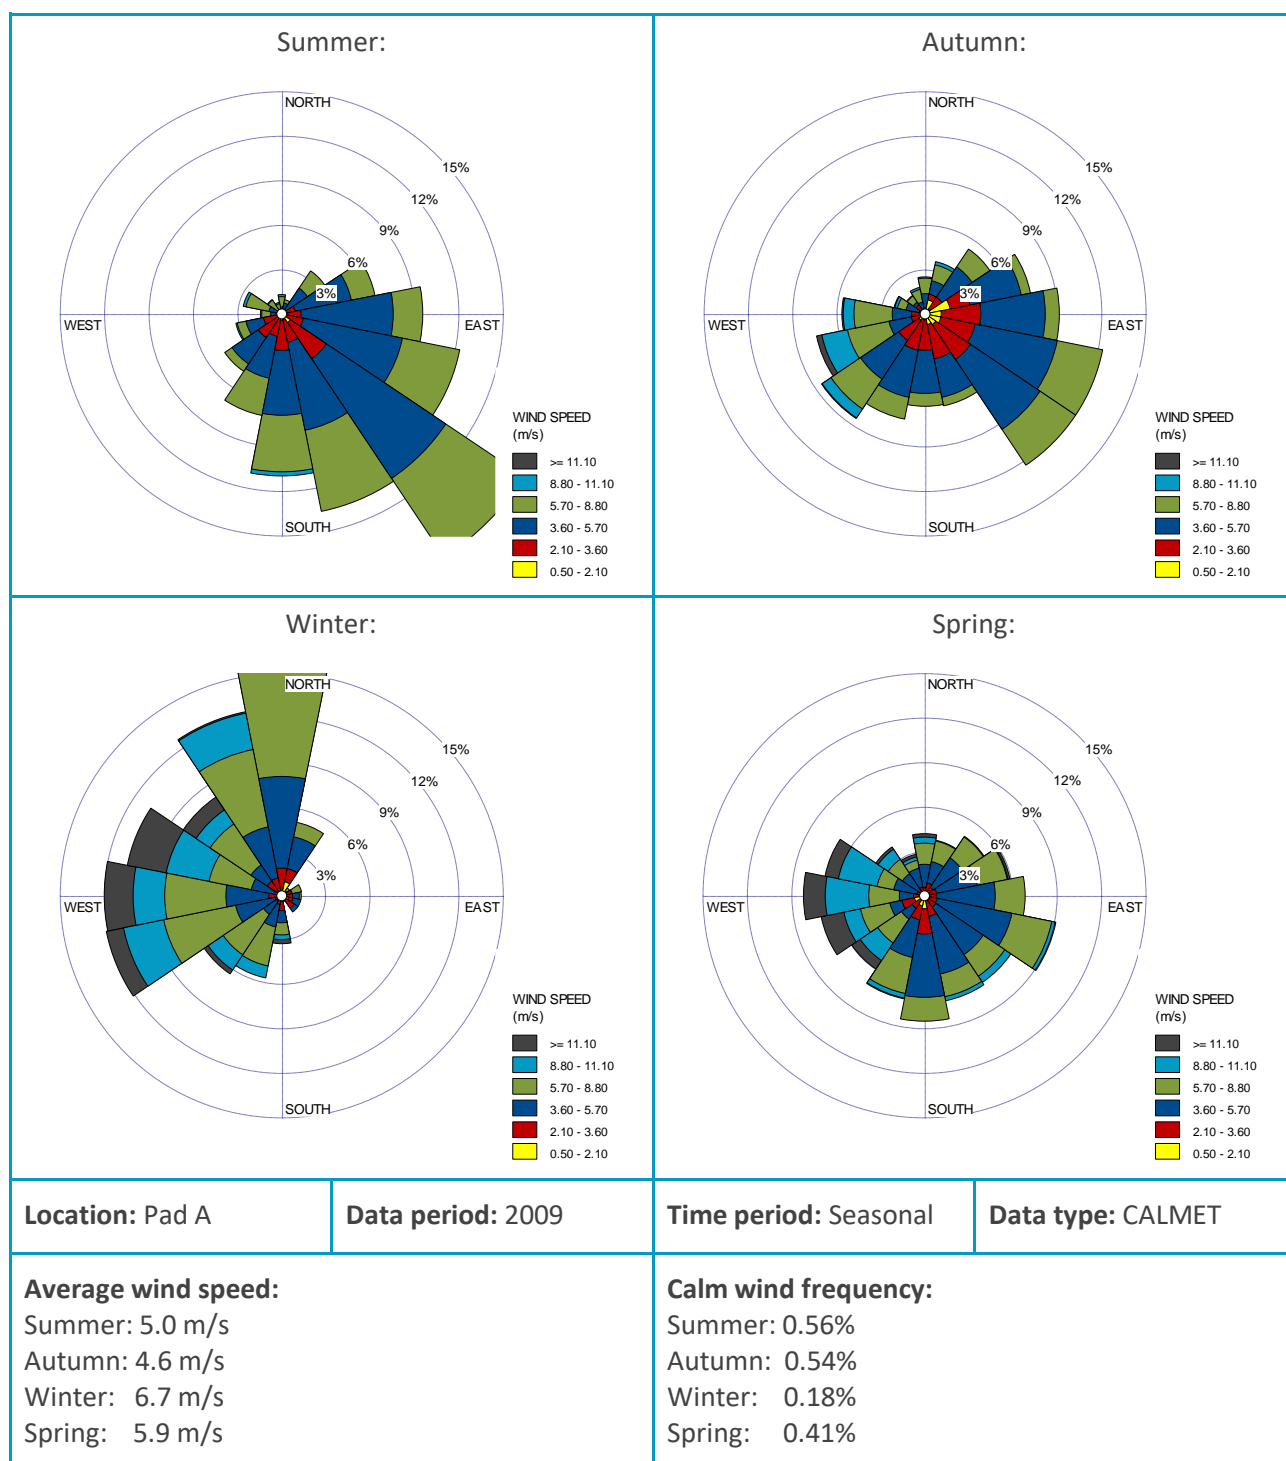 Summer:
NORTH
15%
12%
9%
6%
3%
WEST
EAST
SOUTH
WIND SPEED
(m/s)
>= 11.10
8.80 - 11.10
5.70 - 8.80
3.60 - 5.70
2.10 - 3.60
0.50 - 2.10
Autumn:
NORTH
15%
12%
9%
6%
3%
WEST
EAST
SOUTH
WIND SPEED
(m/s)
>= 11.10
8.80 - 11.10
5.70 - 8.80
3.60 - 5.70
2.10 - 3.60
0.50 - 2.10
Winter:
NORTH
15%
12%
9%
6%
3%
WEST
EAST
SOUTH
WIND SPEED
(m/s)
>= 11.10
8.80 - 11.10
5.70 - 8.80
3.60 - 5.70
2.10 - 3.60
0.50 - 2.10
Spring:
NORTH
15%
12%
9%
6%
3%
WEST
EAST
SOUTH
WIND SPEED
(m/s)
>= 11.10
8.80 - 11.10
5.70 - 8.80
3.60 - 5.70
2.10 - 3.60
0.50 - 2.10
Location: Pad A
Data period: 2009
Time period: Seasonal
Data type: CALMET
Average wind speed:
Summer: 5.0 m/s
Autumn: 4.6 m/s
Winter: 6.7 m/s
Spring: 5.9 m/s
Calm wind frequency:
Summer: 0.56%
Autumn: 0.54%
Winter: 0.18%
Spring: 0.41%